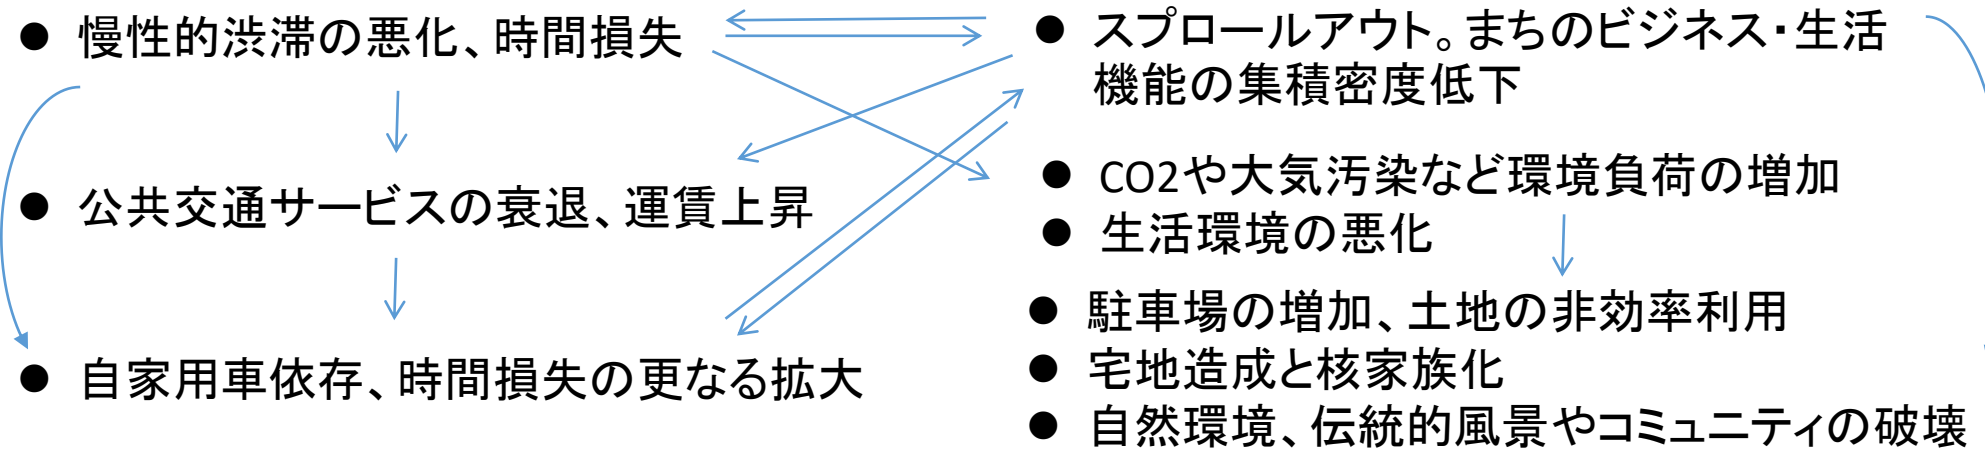 ● 慢性的渋滞の悪化、時間損失
● 公共交通サービスの衰退、運賃上昇
● 自家用車依存、時間損失の更なる拡大
● スプロールアウト。まちのビジネス・生活
機能の集積密度低下
● CO2や大気汚染など環境負荷の増加
● 生活環境の悪化
● 駐車場の増加、土地の非効率利用
● 宅地造成と核家族化
● 自然環境、伝統的風景やコミュニティの破壊